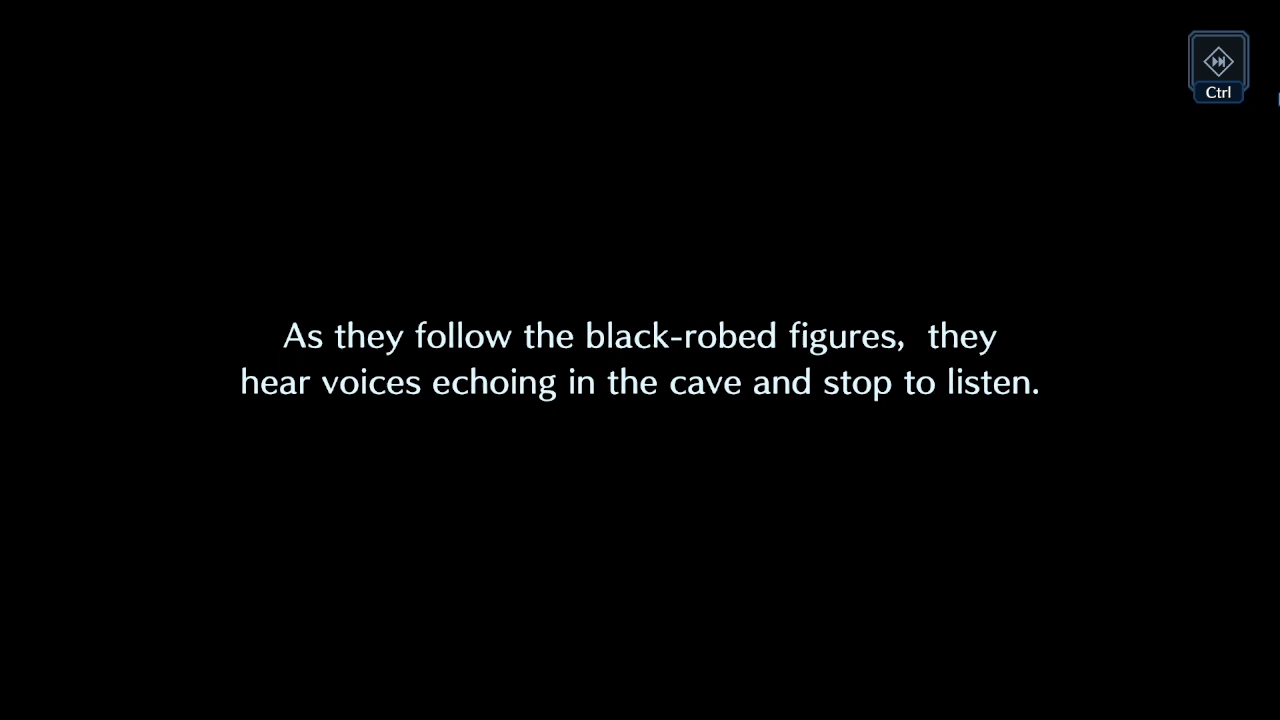 Ctrl
As they follow the black-robed figures,  they
hear voices echoing in the cave and stop to listen.